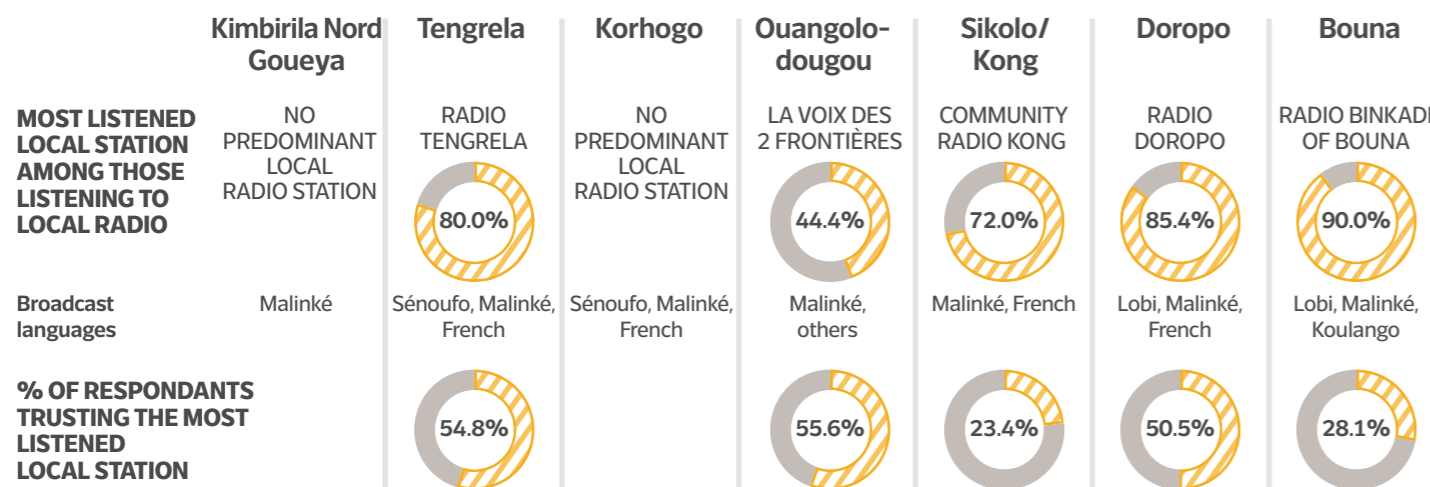 Kimbirila Nord
Goueya
Tengrela
Korhogo
Ouangolo-
dougou
Sikolo/
Kong
Doropo
Bouna
MOST LISTENED
LOCAL STATION
AMONG THOSE
LISTENING TO
LOCAL RADIO
NO
PREDOMINANT
LOCAL
RADIO STATION
RADIO
TENGRELA
80.0%
NO
PREDOMINANT
LOCAL
RADIO STATION
LA VOIX DES
2 FRONTIÈRES
44.4%
COMMUNITY
RADIO KONG
72.0%
RADIO
DOROPO
85.4%
RADIO BINKADI
OF BOUNA
90.0%
Broadcast
languages
Malinké
Sénoufo, Malinké,
French
Sénoufo, Malinké,
French
Malinké,
others
Malinké, French
Lobi, Malinké,
French
Lobi, Malinké,
Koulango
% OF RESPONDANTS
TRUSTING THE MOST
LISTENED
LOCAL STATION
54.8%
55.6%
23.4%
50.5%
28.1%